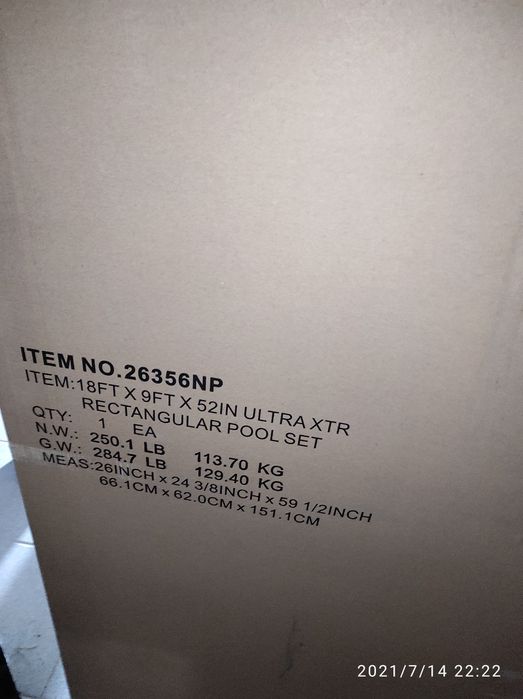 ITEM NO.26356NP
ITEM:18FT X 9FT X 52IN ULTRA XTR
RECTANGULAR POOL SET
QTY: 1 EA
N.W.: 250.1 LB 113.70 KG
G.W.: 284.7 LB 129.40 KG
MEAS:26INCH x 24 3/8INCH x 59 1/2INCH
66.1CM x 62.0CM x 151.1CM
2021/7/14 22:22